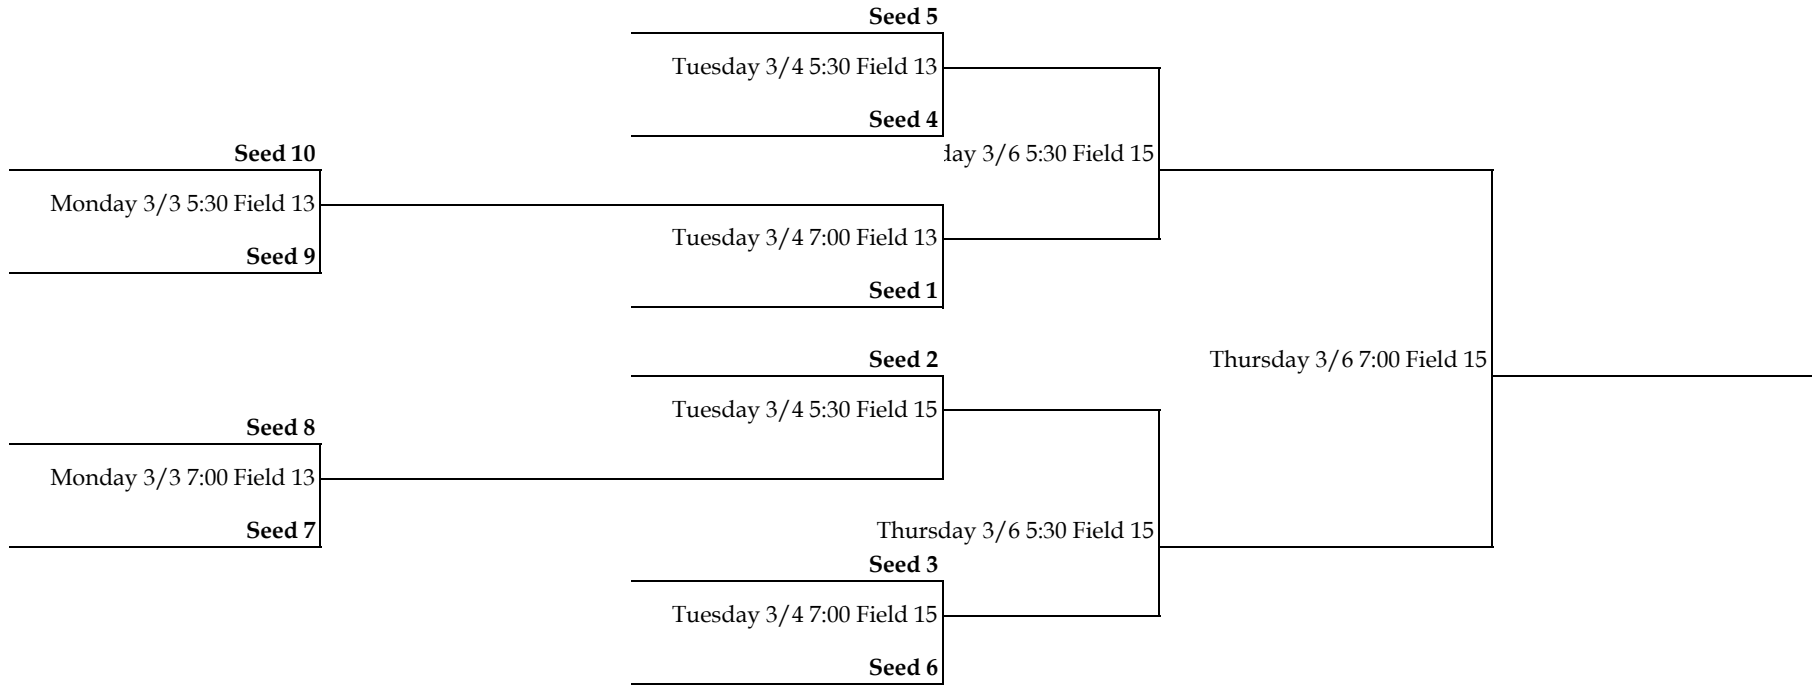 Seed 5
Tuesday 3/4 5:30 Field 13
Seed 4
Seed 10
3/6 5:30 Field 15
Monday 3/3 5:30 Field 13
Tuesday 3/4 7:00 Field 13
Seed 9
Seed 1
Seed 2
Thursday 3/6 7:00 Field 15
Tuesday 3/4 5:30 Field 15
Seed 8
Monday 3/3 7:00 Field 13
Seed 7
Thursday 3/6 5:30 Field 15
Seed 3
Tuesday 3/4 7:00 Field 15
Seed 6